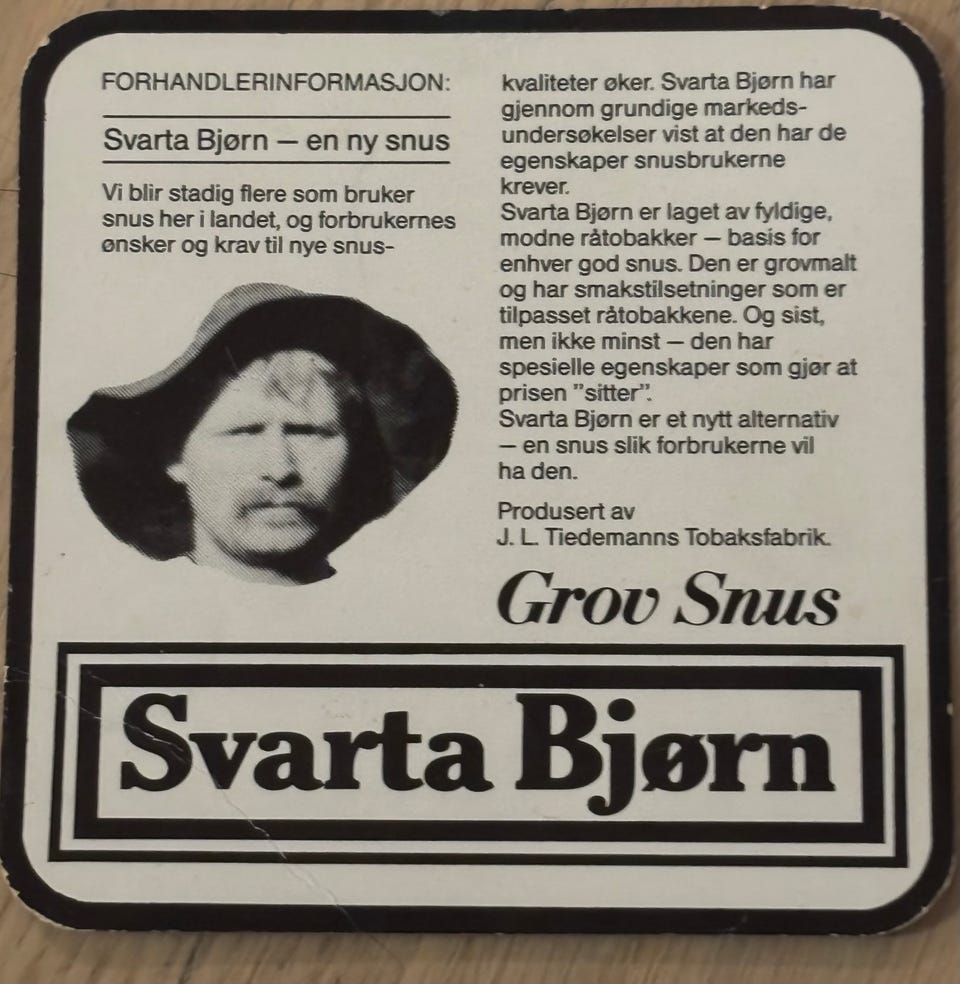 FORHANDLERINFORMASJON:
Svarta Bjørn – en ny snus
Vi blir stadig flere som bruker
snus her i landet, og forbrukernes
ønsker og krav til nye snus-
kvaliteter øker. Svarta Bjørn har
gjennom grundige markeds-
undersøkelser vist at den har de
egenskaper snusbrukerne
krever.
Svarta Bjørn er laget av fyldige,
modne råtobakker – basis for
enhver god snus. Den er grovmalt
og har smakstilsetninger som er
tilpasset råtobakkene. Og sist,
men ikke minst – den har
spesielle egenskaper som gjør at
prisen ”sitter”.
Svarta Bjørn er et nytt alternativ
– en snus slik forbrukerne vil
ha den.
Produsert av
J. L. Tiedemanns Tobaksfabrik.
Grov Snus
Svarta Bjørn